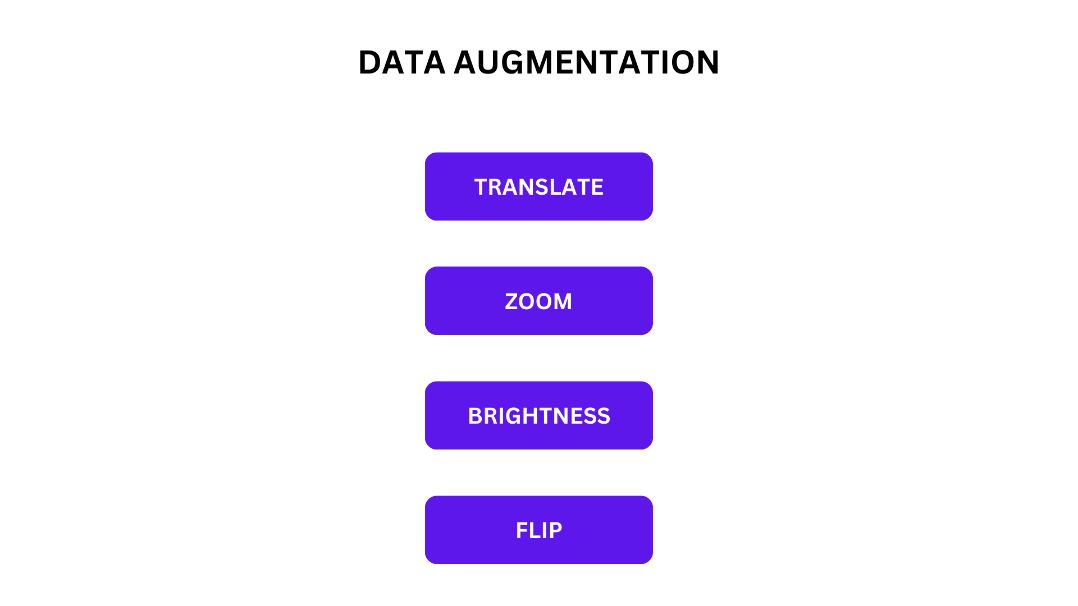 DATA AUGMENTATION
TRANSLATE
ZOOM
BRIGHTNESS
FLIP